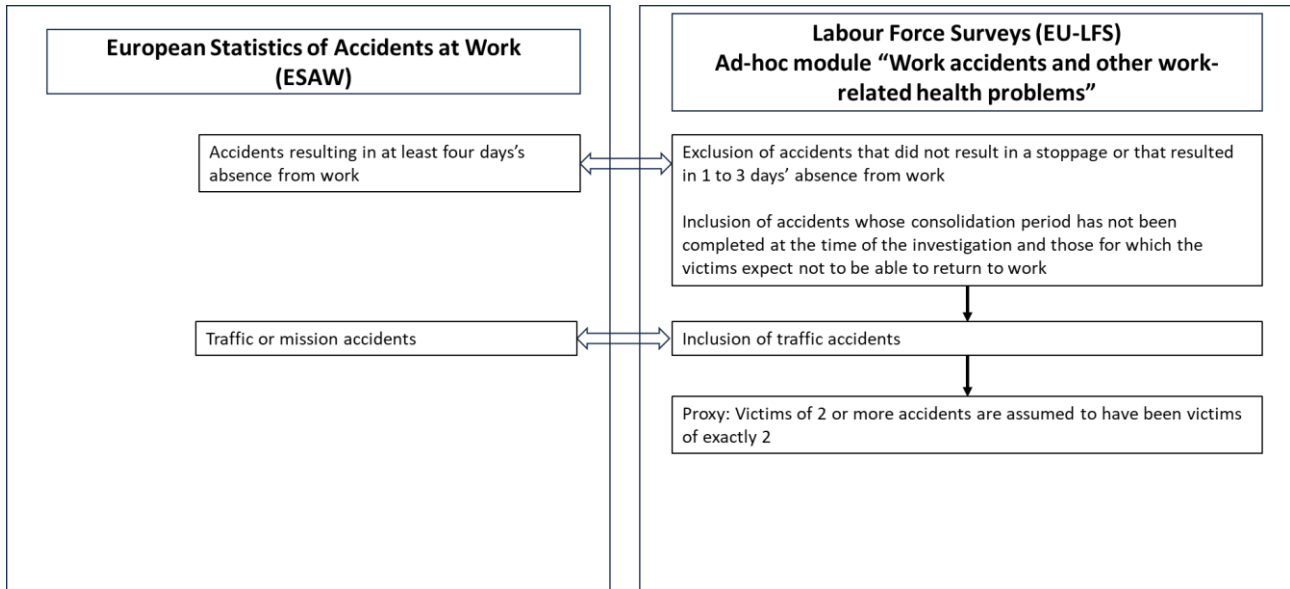 European Statistics of Accidents at Work
(ESAW)
Labour Force Surveys (EU-LFS)
Ad-hoc module “Work accidents and other work-
related health problems”
Accidents resulting in at least four days’s
absence from work
Exclusion of accidents that did not result in a stoppage or that resulted
in 1 to 3 days’ absence from work
Inclusion of accidents whose consolidation period has not been
completed at the time of the investigation and those for which the
victims expect not to be able to return to work
Traffic or mission accidents
Inclusion of traffic accidents
Proxy: Victims of 2 or more accidents are assumed to have been victims
of exactly 2